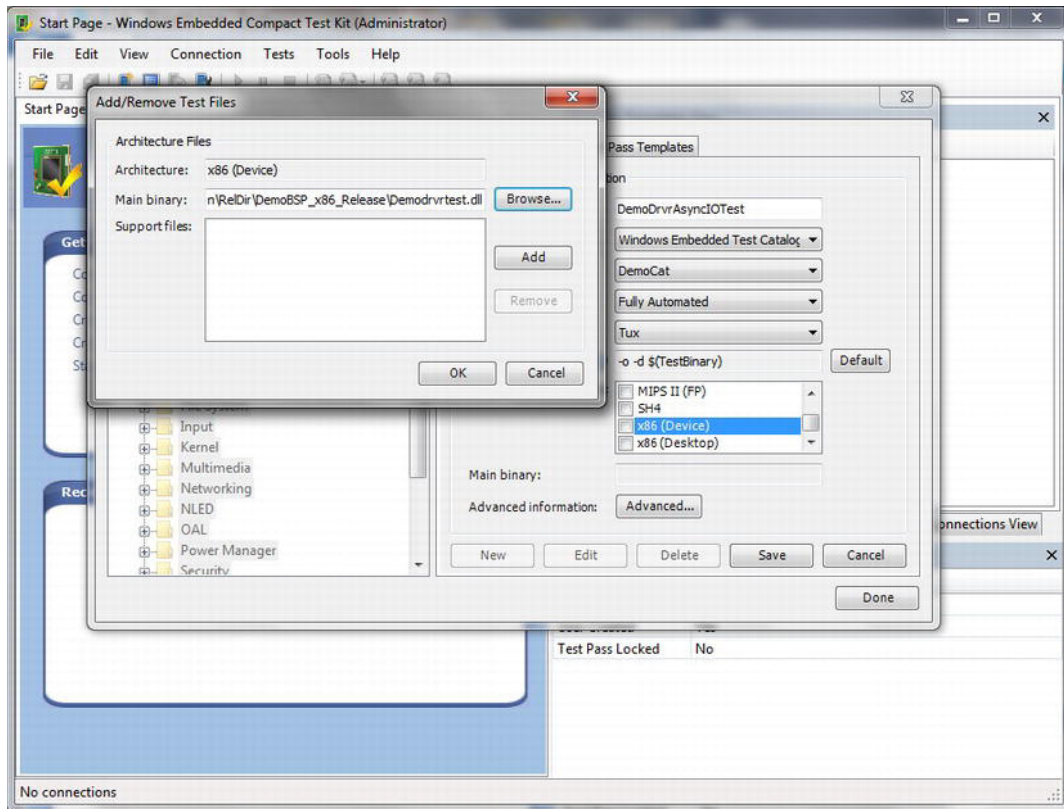 Start Page - Windows Embedded Compact Test Kit (Administrator)
File Edit View Connection Tests Tools Help
Start Page
Add/Remove Test Files
Architecture Files
Architecture: x86 (Device)
Main binary: n\RelDir\DemoBSP_x86_Release\Demodrvrtest.dll Browse...
Support files:
Add
Remove
OK Cancel
Pass Templates
DemoDrvrAsyncIOTest
Windows Embedded Test Catalog
DemoCat
Fully Automated
Tux
-o -d $(TestBinary) Default
MIPS II (FP)
SH4
x86 (Device)
x86 (Desktop)
Main binary:
Advanced information: Advanced...
New Edit Delete Save Cancel
Done
Input
Kernel
Multimedia
Networking
NLED
OAL
Power Manager
Security
Get
Rec
onnections View
Test Pass Locked No
No connections